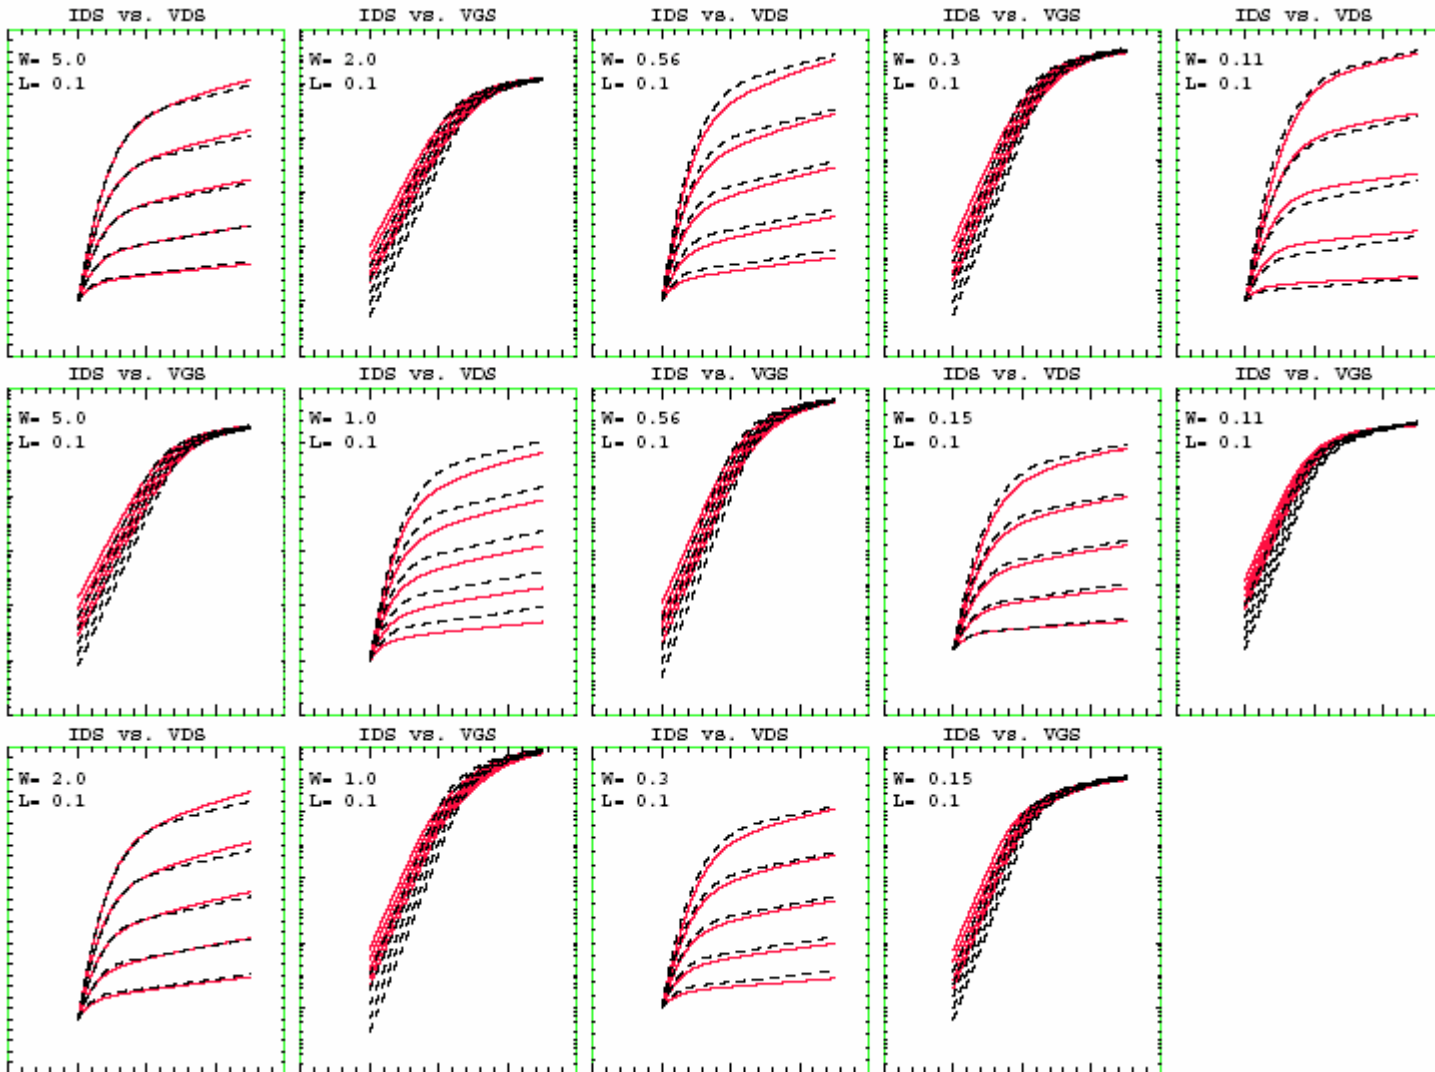 IDS vs. VDS
W= 5.0
L= 0.1
IDS vs. VGS
W= 2.0
L= 0.1
IDS vs. VDS
W= 0.56
L= 0.1
IDS vs. VGS
W= 0.3
L= 0.1
IDS vs. VDS
W= 0.11
L= 0.1
IDS vs. VGS
W= 5.0
L= 0.1
IDS vs. VDS
W= 1.0
L= 0.1
IDS vs. VGS
W= 0.56
L= 0.1
IDS vs. VDS
W= 0.15
L= 0.1
IDS vs. VGS
W= 0.11
L= 0.1
IDS vs. VDS
W= 2.0
L= 0.1
IDS vs. VGS
W= 1.0
L= 0.1
IDS vs. VDS
W= 0.3
L= 0.1
IDS vs. VGS
W= 0.15
L= 0.1